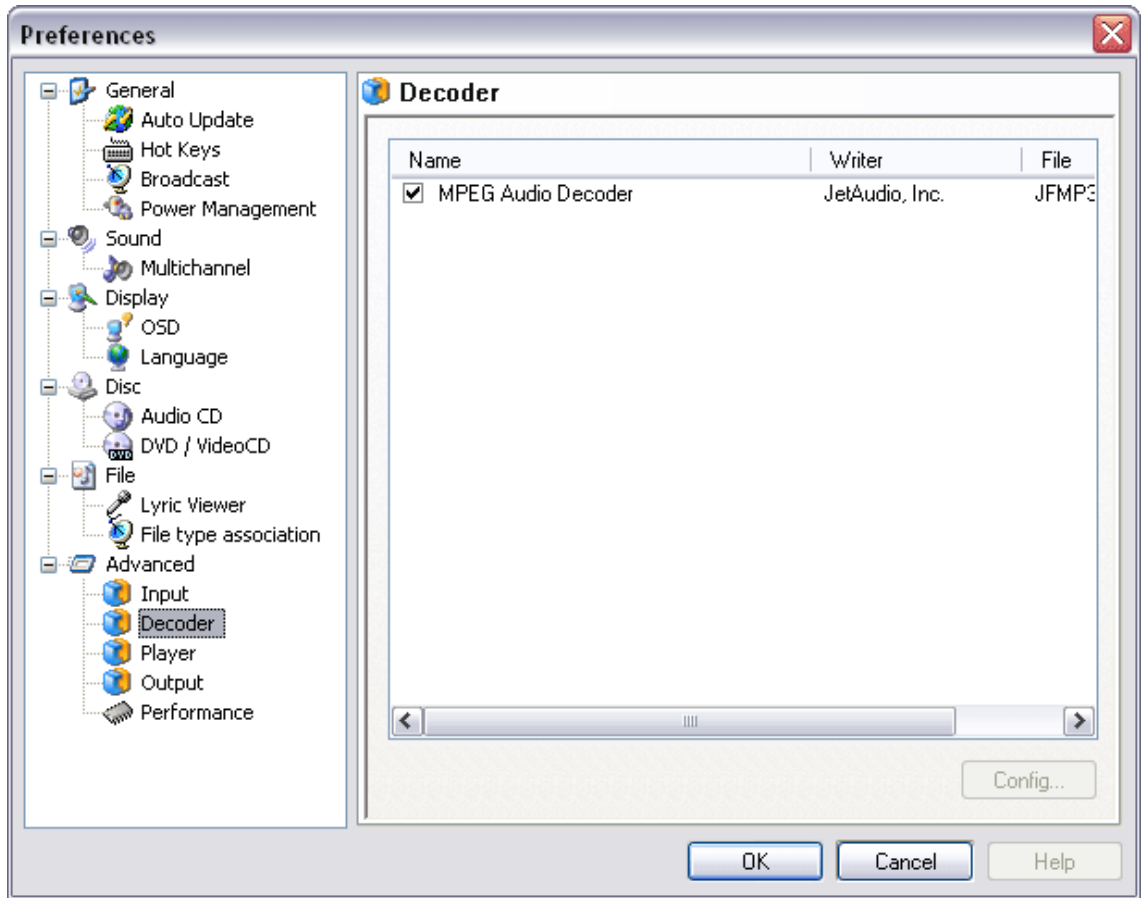 Preferences
General
Auto Update
Hot Keys
Broadcast
Power Management
Sound
Multichannel
Display
OSD
Language
Disc
Audio CD
DVD / VideoCD
File
Lyric Viewer
File type association
Advanced
Input
Decoder
Player
Output
Performance
Decoder
Name Writer File
MPEG Audio Decoder JetAudio, Inc. JFMP3
Config...
OK Cancel Help